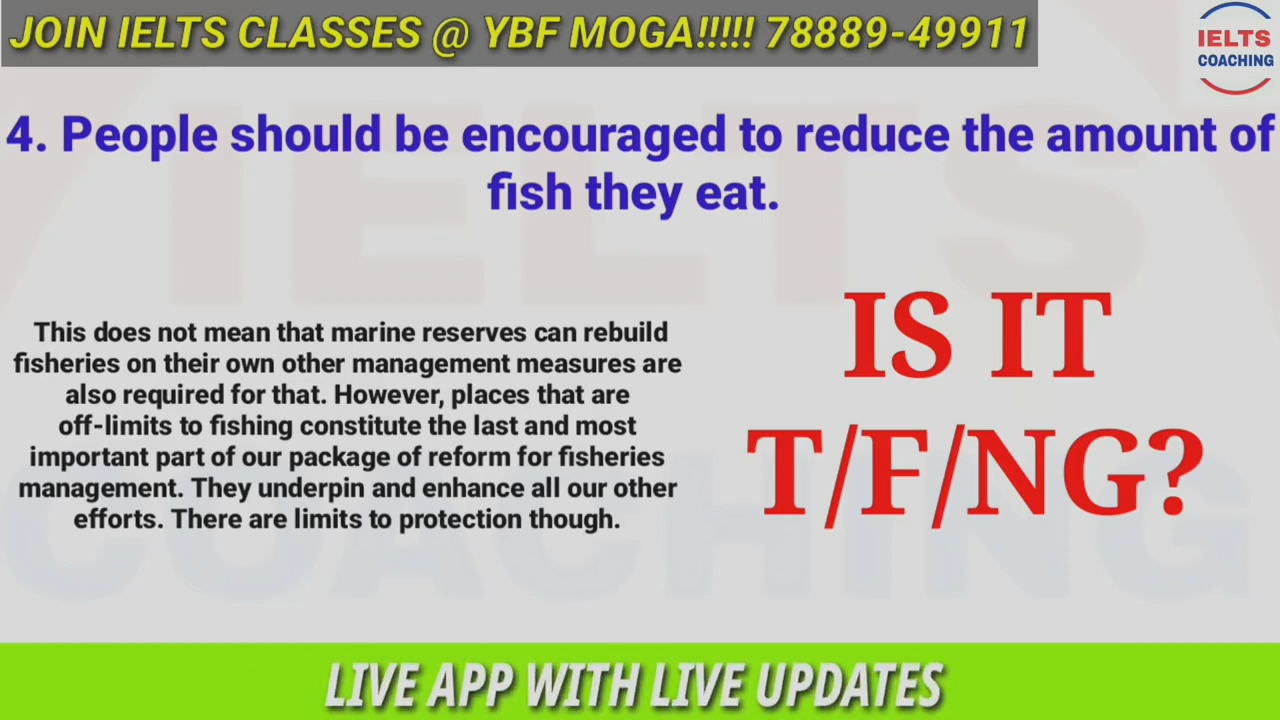 JOIN IELTS CLASSES @ YBF MOGA!!!!! 78889-49911
IELTS
COACHING
4. People should be encouraged to reduce the amount of
fish they eat.
This does not mean that marine reserves can rebuild
fisheries on their own other management measures are
also required for that. However, places that are
off-limits to fishing constitute the last and most
important part of our package of reform for fisheries
management. They underpin and enhance all our other
efforts. There are limits to protection though.
IS IT
T/F/NG?
LIVE APP WITH LIVE UPDATES